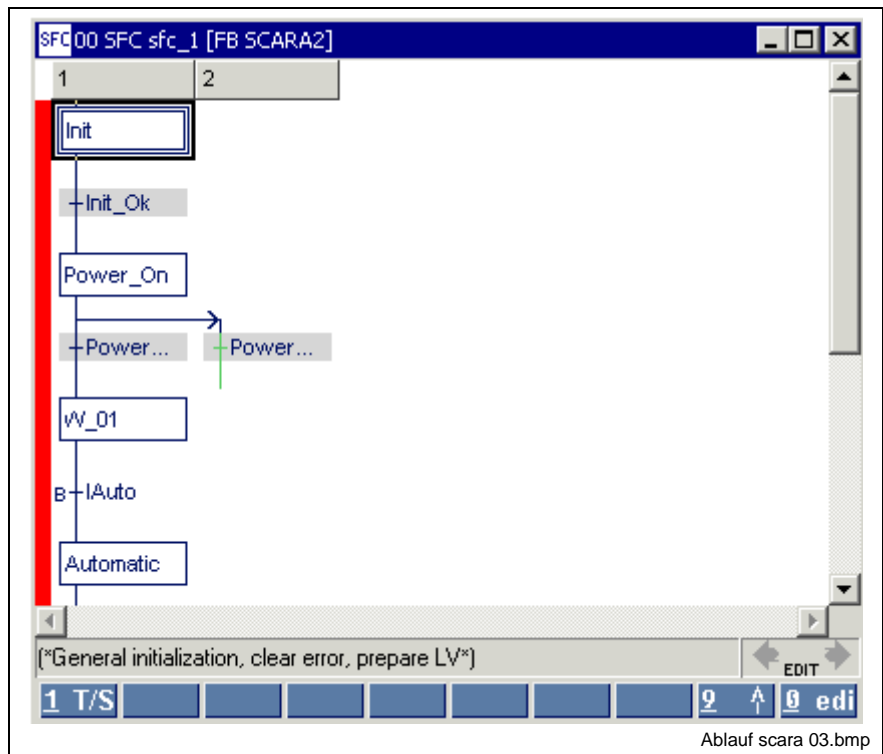 SFC 00 SFC sfc_1 [FB SCARA2]
1 2
Init
Init_Ok
Power_On
Power... Power...
W_01
B IAuto
Automatic
(*General initialization, clear error, prepare LV*)
EDIT
1 T/S 9 0 edi
Ablauf scara 03.bmp